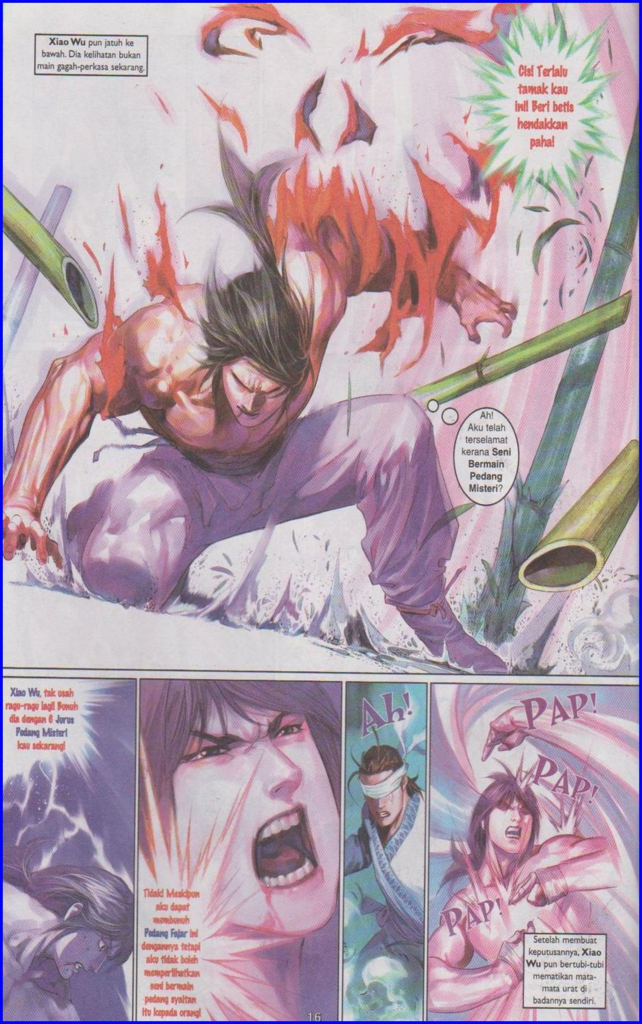 Xiao Wu pun jatuh ke
bawah. Dia kelihatan bukan
main gagah-perkasa sekarang.
Cis! Terlalu
tamak kau
ini! Beri betis
hendakkan
paha!
Ah!
Aku telah
terselamat
kerana Seni
Bermain
Pedang
Misteri?
Xiao Wu, tak usah
ragu-ragu lagi! Bunuh
dia dengan 6 Jurus
Pedang Misteri
kau sekarang!
Tidak! Meskipun
aku dapat
membunuh
Pedang Fajar ini
dengannya tetapi
aku tidak boleh
memperlihatkan
seni bermain
pedang syaitan
itu kepada orang!
Ah!
PAP!
PAP!
PAP!
Setelah membuat
keputusannya, Xiao
Wu pun bertubi-tubi
mematikan mata-
mata urat di
badannya sendiri.
16